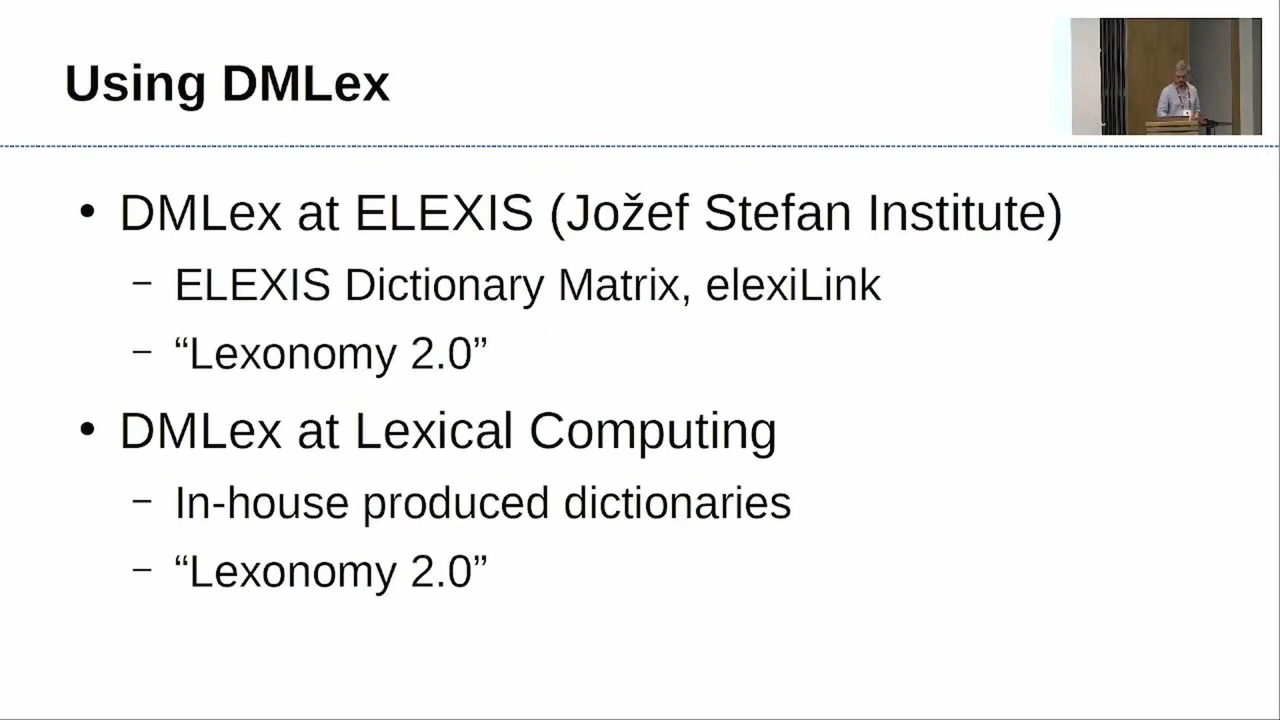 Using DMLex
• DMLex at ELEXIS (Jožef Stefan Institute)
– ELEXIS Dictionary Matrix, elexiLink
– “Lexonomy 2.0”
• DMLex at Lexical Computing
– In-house produced dictionaries
– “Lexonomy 2.0”